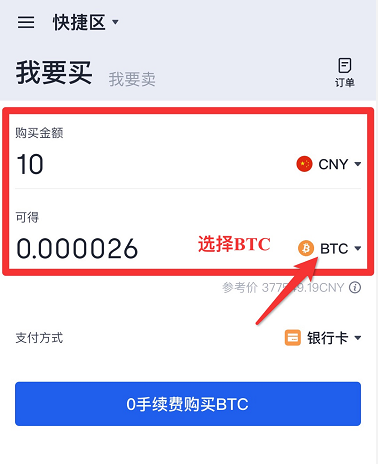 快捷区
我要买 我要卖
订单
购买金额
10 CNY
可得
0.000026 选择BTC BTC
参考价 9.19CNY
支付方式 银行卡
0手续费购买BTC